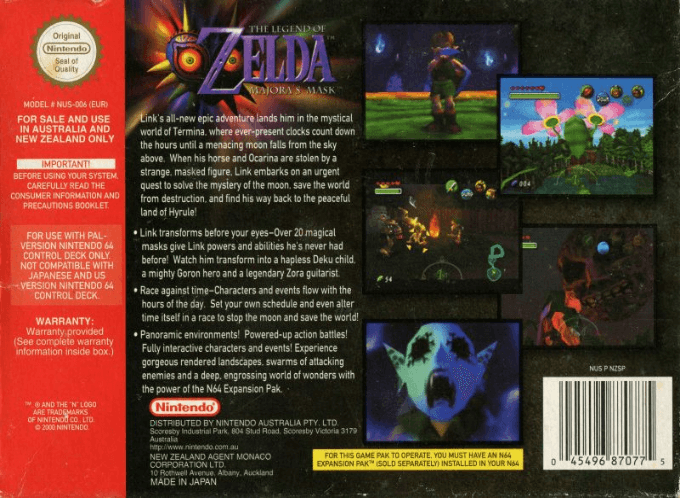 Original
Nintendo
Seal of
Quality
MODEL # NUS-006 (EUR)
FOR SALE AND USE
IN AUSTRALIA AND
NEW ZEALAND ONLY
IMPORTANT!
BEFORE USING YOUR SYSTEM,
CAREFULLY READ THE
CONSUMER INFORMATION AND
PRECAUTIONS BOOKLET.
FOR USE WITH PAL-
VERSION NINTENDO 64
CONTROL DECK ONLY.
NOT COMPATIBLE WITH
JAPANESE AND US
VERSION NINTENDO 64
CONTROL DECK.
WARRANTY:
Warranty provided
(See complete warranty
information inside box.)
TM, ® AND THE "N" LOGO
ARE TRADEMARKS
OF NINTENDO CO., LTD.
© 2000 NINTENDO.
THE LEGEND OF
ZELDA
MAJORA'S MASK
Link's all-new epic adventure lands him in the mystical
world of Termina, where ever-present clocks count down
the hours until a menacing moon falls from the sky
above. When his horse and Ocarina are stolen by a
strange, masked figure, Link embarks on an urgent
quest to solve the mystery of the moon, save the world
from destruction, and find his way back to the peaceful
land of Hyrule!
• Link transforms before your eyes–Over 20 magical
masks give Link powers and abilities he's never had
before! Watch him transform into a hapless Deku child,
a mighty Goron hero and a legendary Zora guitarist.
• Race against time–Characters and events flow with the
hours of the day. Set your own schedule and even alter
time itself in a race to stop the moon and save the world!
• Panoramic environments! Powered-up action battles!
Fully interactive characters and events! Experience
gorgeous rendered landscapes, swarms of attacking
enemies and a deep, engrossing world of wonders with
the power of the N64 Expansion Pak.
Nintendo®
DISTRIBUTED BY NINTENDO AUSTRALIA PTY. LTD.
Scoresby Industrial Park, 804 Stud Road, Scoresby Victoria 3179
Australia
http://www.nintendo.com.au
NEW ZEALAND AGENT MONACO
CORPORATION LTD.
10 Rothwell Avenue, Albany, Auckland
MADE IN JAPAN
004
54
FOR THIS GAME PAK TO OPERATE, YOU MUST HAVE AN N64
EXPANSION PAK™ (SOLD SEPARATELY) INSTALLED IN YOUR N64
NUS P NZSP
0 45496 87077 5